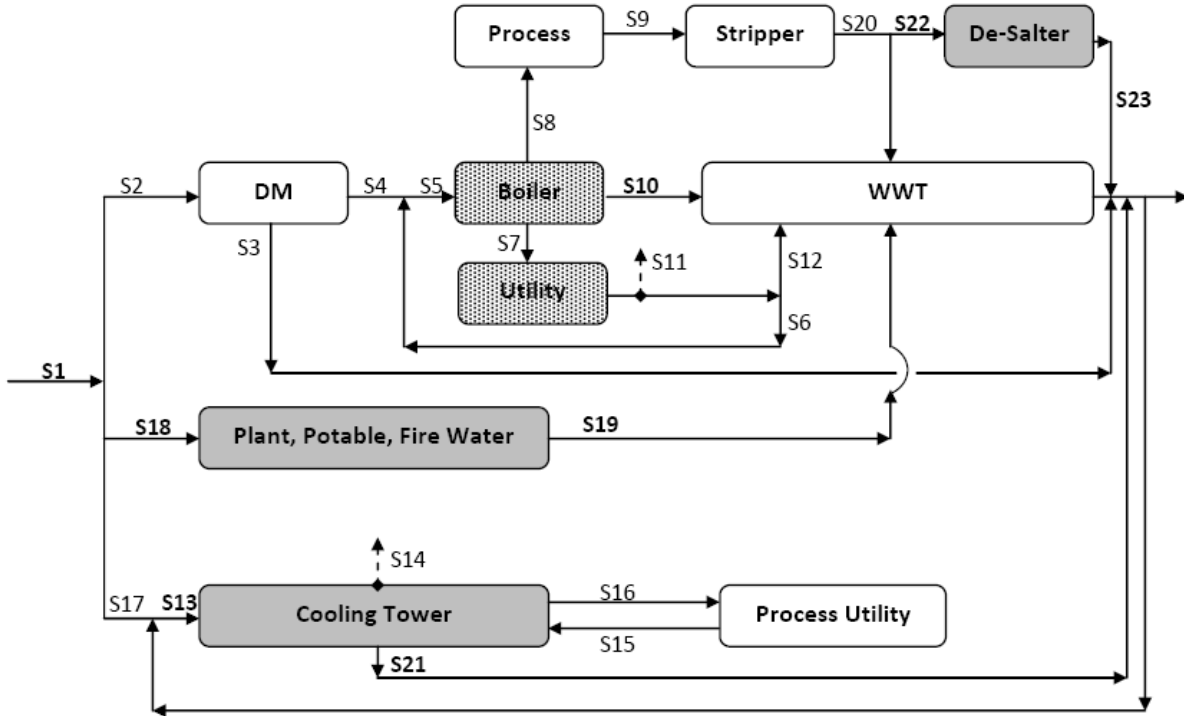 Process
S9
Stripper
S20
S22
De-Salter
S23
S8
S2
DM
S4
S5
Boiler
S10
WWT
S3
S7
S11
S12
Utility
S6
S1
S18
Plant, Potable, Fire Water
S19
S14
S17
S13
Cooling Tower
S16
Process Utility
S15
S21